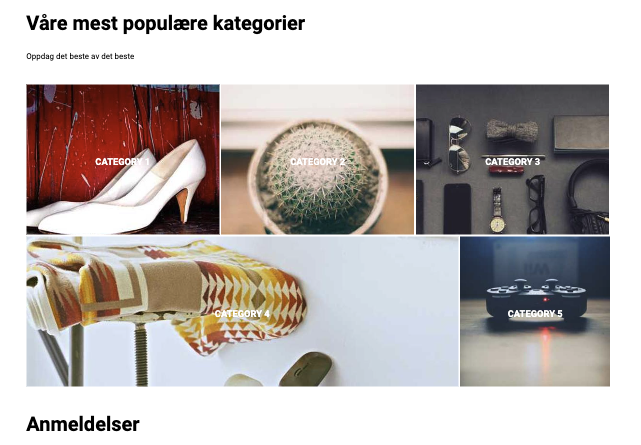 Våre mest populære kategorier
Oppdag det beste av det beste
CATEGORY 1
CATEGORY 2
CATEGORY 3
CATEGORY 4
CATEGORY 5
Anmeldelser